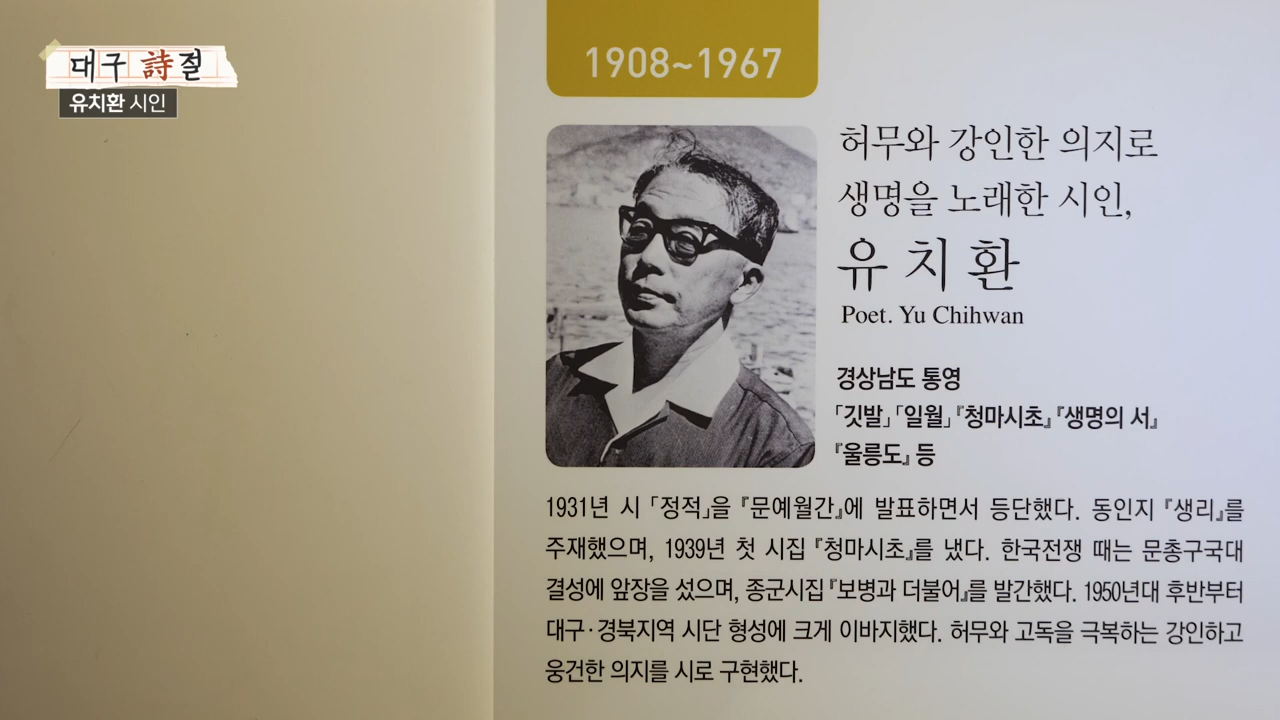 대구 詩절
유치환 시인
1908~1967
허무와 강인한 의지로
생명을 노래한 시인,
유치환
Poet. Yu Chihwan
경상남도 통영
「깃발」「일월」『청마시초』『생명의 서』
『울릉도』 등
1931년 시 「정적」을 『문예월간』에 발표하면서 등단했다. 동인지 『생리』를
주재했으며, 1939년 첫 시집 『청마시초』를 냈다. 한국전쟁 때는 문총구국대
결성에 앞장을 섰으며, 종군시집 『보병과 더불어』를 발간했다. 1950년대 후반부터
대구·경북지역 시단 형성에 크게 이바지했다. 허무와 고독을 극복하는 강인하고
웅건한 의지를 시로 구현했다.